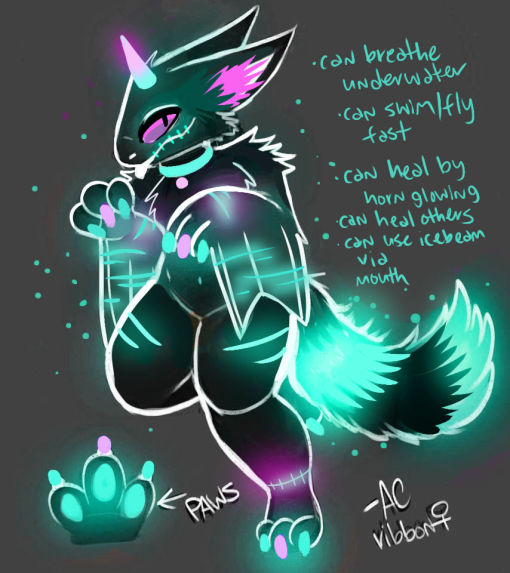 ·can breathe
underwater
·can swim/fly
fast
·can heal by
horn glowing
·can heal others
·can use icebeam
via
mouth
PAWS
-AC
vibbon♀